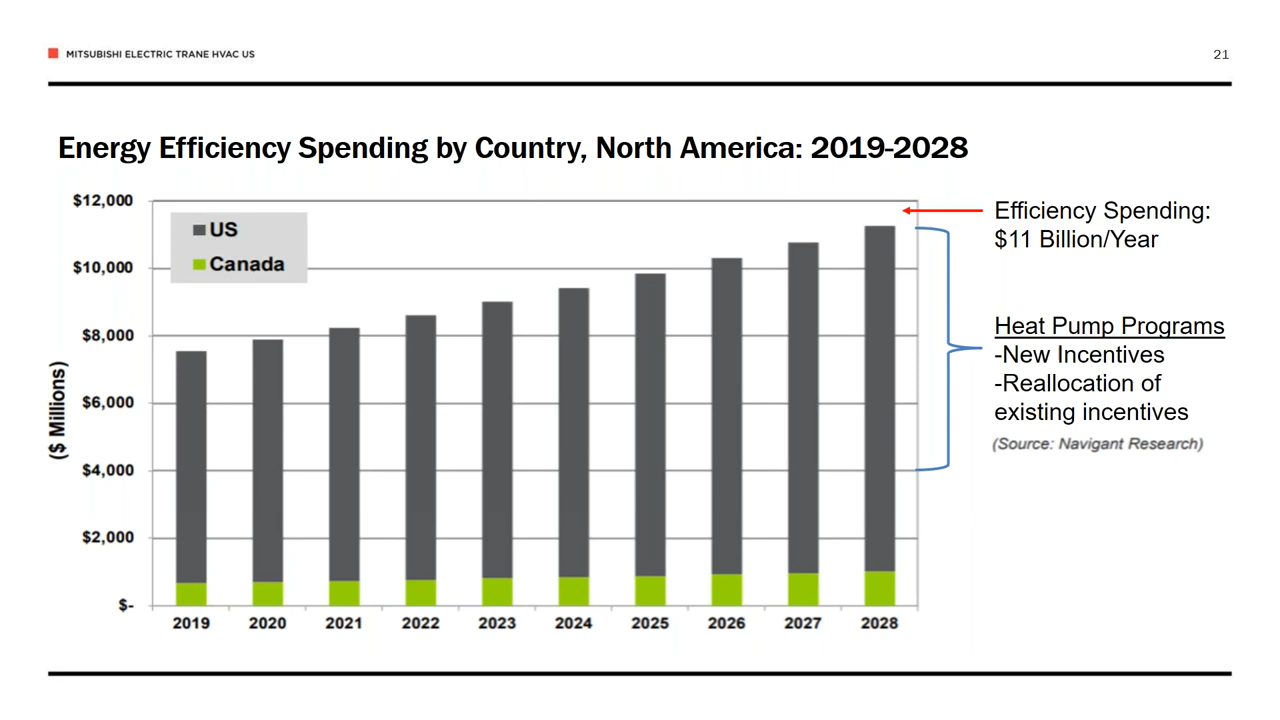 MITSUBISHI ELECTRIC TRANE HVAC US
21
Energy Efficiency Spending by Country, North America: 2019-2028
($ Millions)
$12,000
$10,000
$8,000
$6,000
$4,000
$2,000
$-
US
Canada
2019 2020 2021 2022 2023 2024 2025 2026 2027 2028
Efficiency Spending:
$11 Billion/Year
Heat Pump Programs
-New Incentives
-Reallocation of
existing incentives
(Source: Navigant Research)